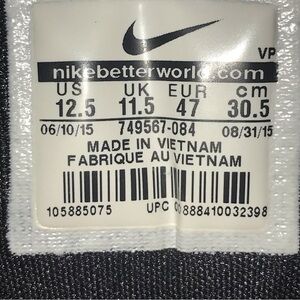 VP
nikebetterworld.com
US UK EUR cm
12.5 11.5 47 30.5
06/10/15 749567-084 08/31/15
MADE IN VIETNAM
FABRIQUE AU VIETNAM
105885075 UPC 00888410032398